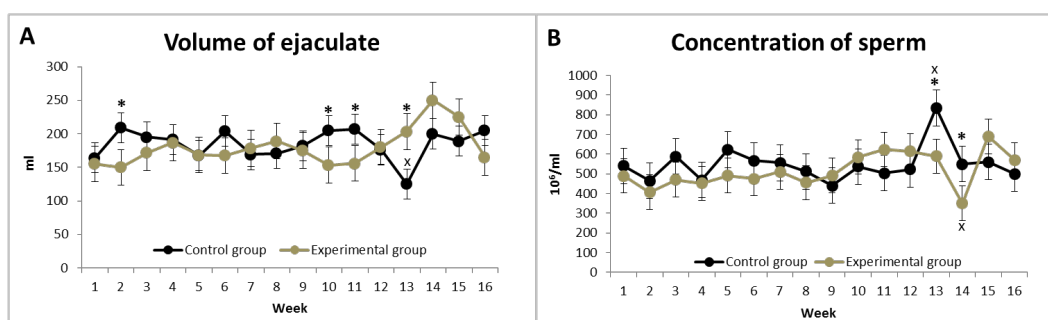 A
Volume of ejaculate
ml
300
250
200
150
100
50
0
* * * *
x
Control group Experimental group
1 2 3 4 5 6 7 8 9 10 11 12 13 14 15 16
Week
B
Concentration of sperm
10⁶/ml
1000
900
800
700
600
500
400
300
200
100
0
x
* *
x
Control group Experimental group
1 2 3 4 5 6 7 8 9 10 11 12 13 14 15 16
Week